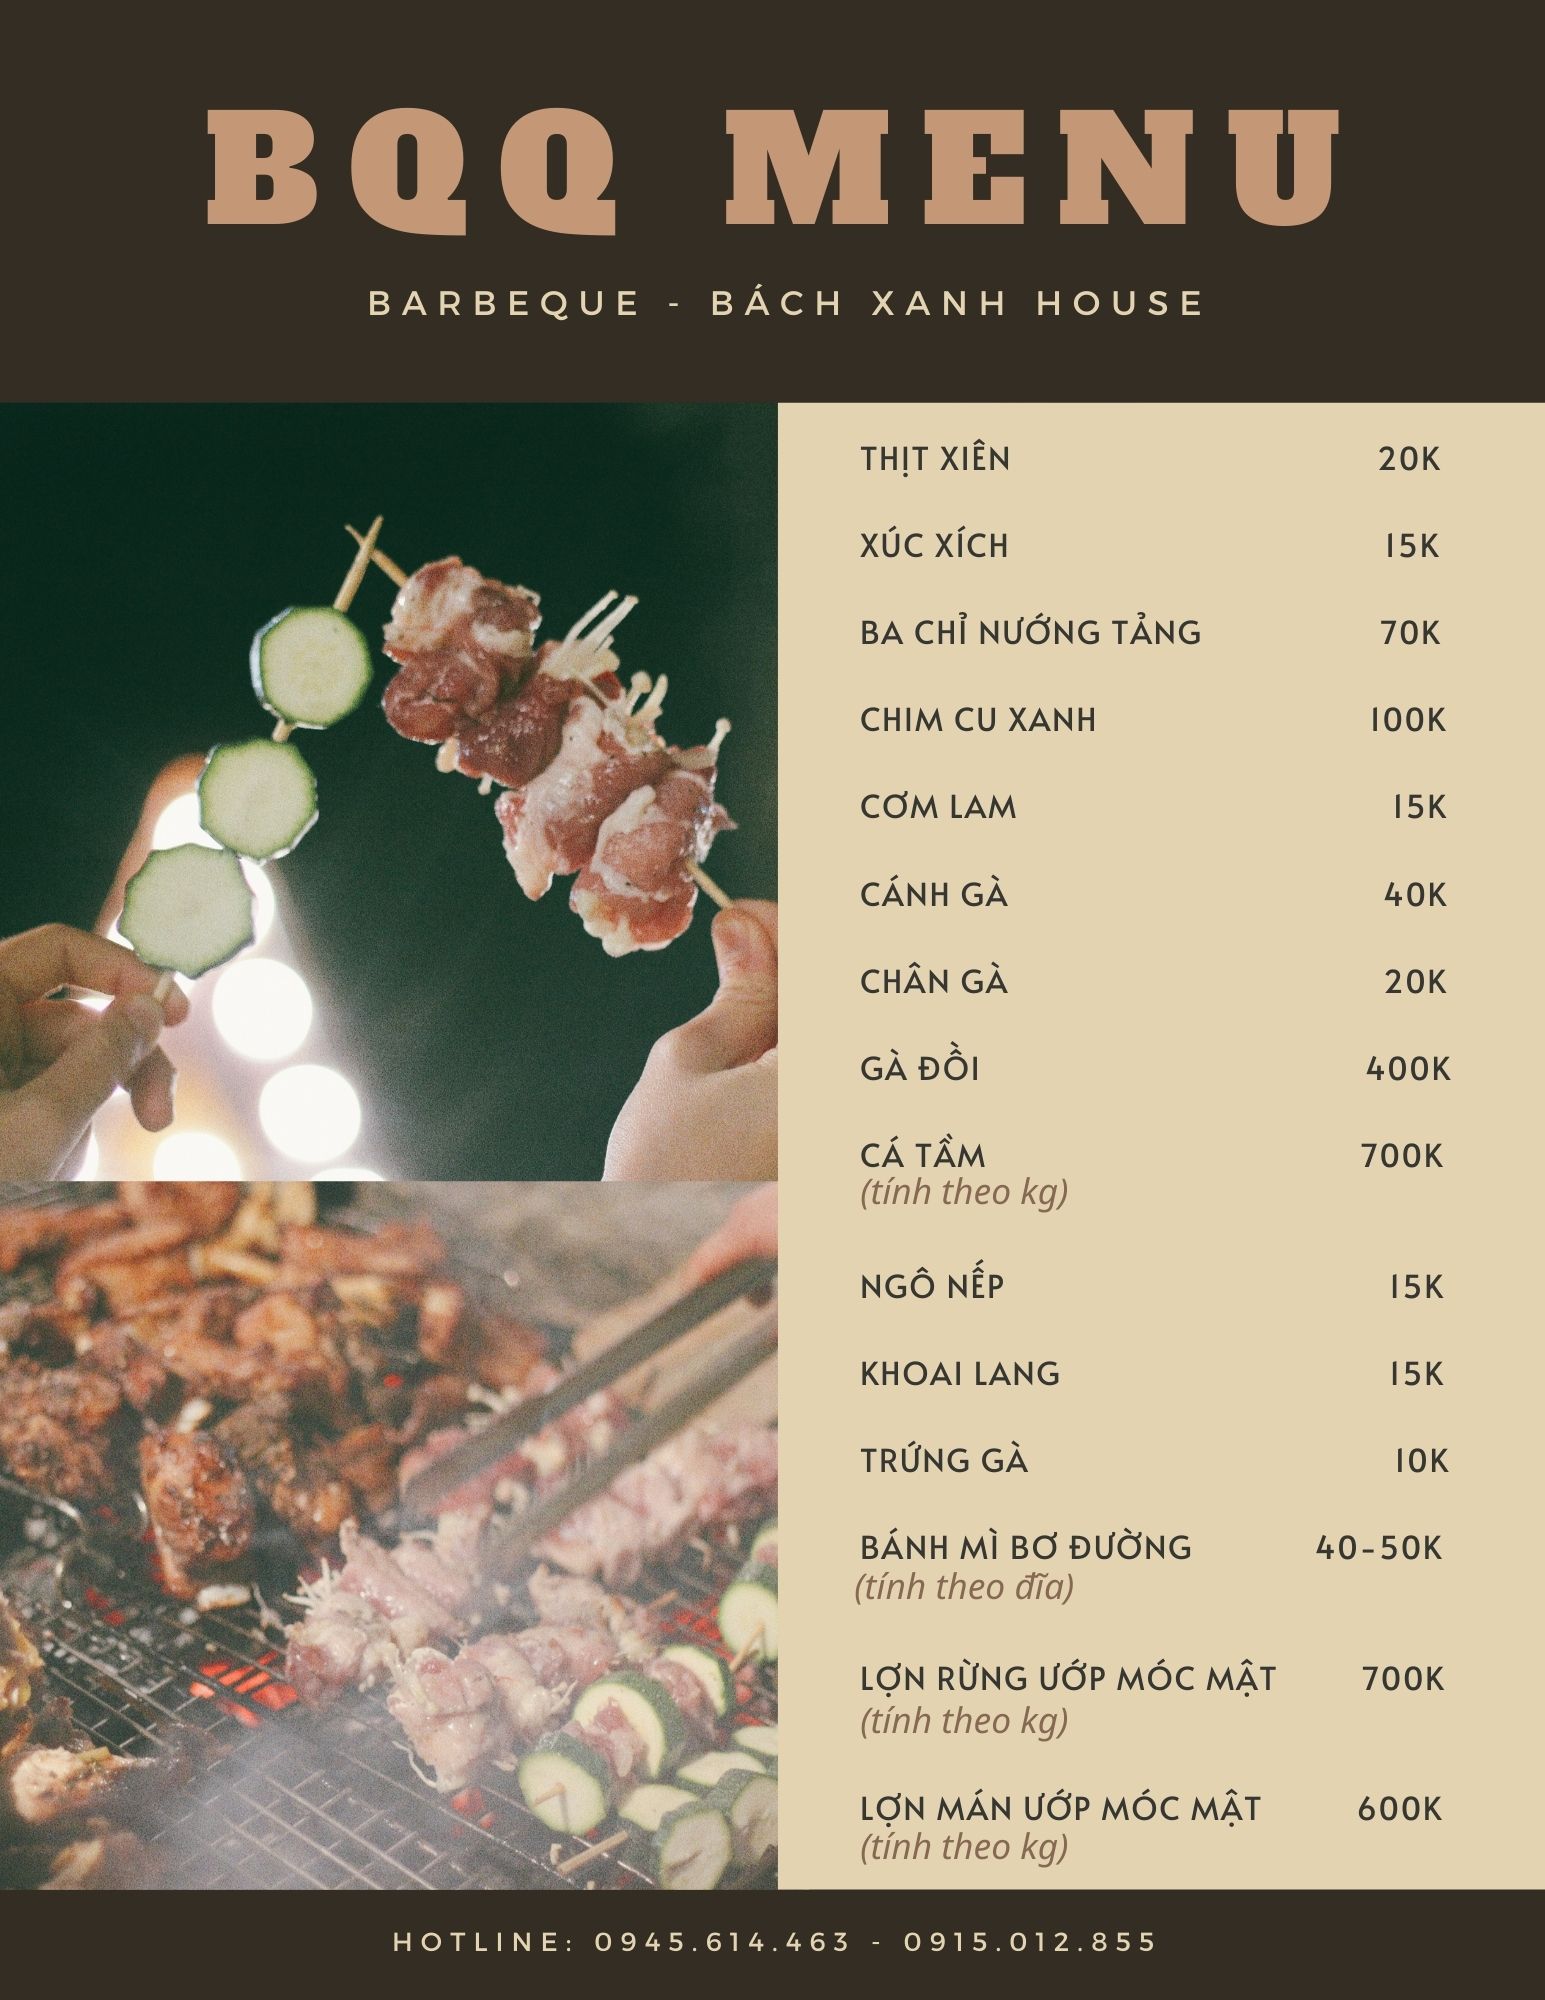 BQQ MENU
BARBEQUE - BÁCH XANH HOUSE
THỊT XIÊN 20K
XÚC XÍCH 15K
BA CHỈ NƯỚNG TẢNG 70K
CHIM CU XANH 100K
CƠM LAM 15K
CÁNH GÀ 40K
CHÂN GÀ 20K
GÀ ĐỒI 400K
CÁ TẦM 700K
(tính theo kg)
NGÔ NẾP 15K
KHOAI LANG 15K
TRỨNG GÀ 10K
BÁNH MÌ BƠ ĐƯỜNG 40-50K
(tính theo đĩa)
LỢN RỪNG ƯỚP MÓC MẬT 700K
(tính theo kg)
LỢN MÁN ƯỚP MÓC MẬT 600K
(tính theo kg)
HOTLINE: 0945.614.463 - 0915.012.855